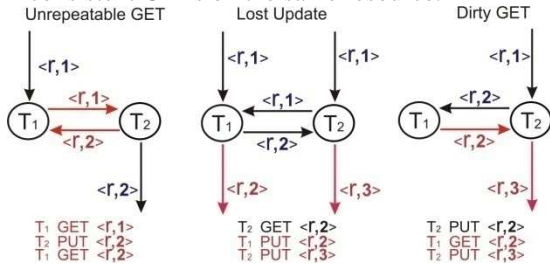 Unrepeatable GET
<r,1>
<r,1>
T1
T2
<r,2>
<r,2>
T1 GET <r,1>
T2 PUT <r,2>
T1 GET <r,2>
Lost Update
<r,1>
<r,1>
<r,1>
T1
T2
<r,2>
<r,2>
<r,3>
T2 GET <r,2>
T1 PUT <r,2>
T2 PUT <r,3>
Dirty GET
<r,1>
<r,2>
T1
T2
<r,2>
<r,3>
T2 PUT <r,2>
T1 GET <r,2>
T2 PUT <r,3>